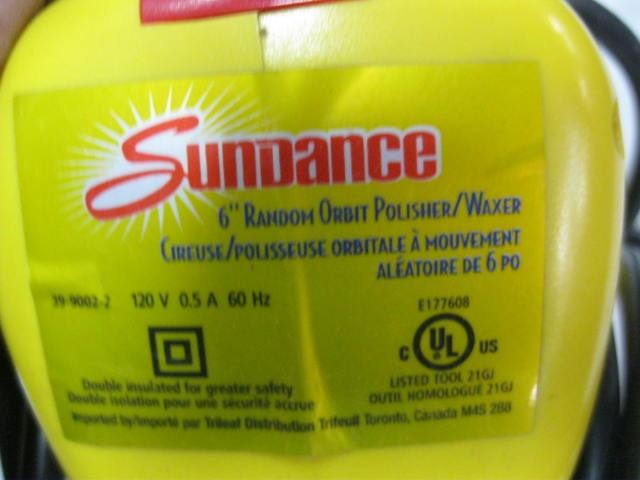 Sundance
6" Random Orbit Polisher/Waxer
Cireuse/polisseuse orbitale à mouvement
aléatoire de 6 po
39-9002-2 120 V 0.5 A 60 Hz
E177608
C UL US
LISTED TOOL 21GJ
OUTIL HOMOLOGUE 21GJ
Double insulated for greater safety
Double isolation pour une sécurité accrue
Imported by/importé par Trileaf Distribution Trifeuil Toronto, Canada M4S 2B8